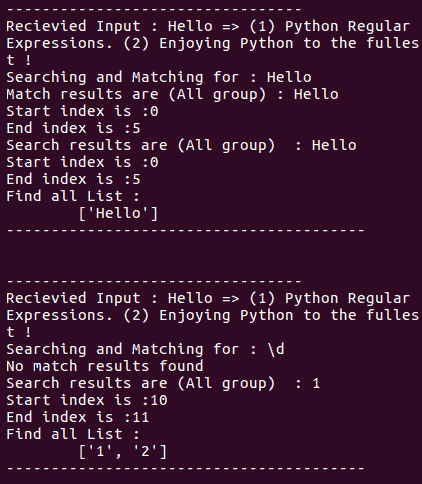 ---------------------------------
Recievied Input : Hello => (1) Python Regular
Expressions. (2) Enjoying Python to the fulles
t !
Searching and Matching for : Hello
Match results are (All group) : Hello
Start index is :0
End index is :5
Search results are (All group)  : Hello
Start index is :0
End index is :5
Find all List :
        ['Hello']
----------------------------------------
---------------------------------
Recievied Input : Hello => (1) Python Regular
Expressions. (2) Enjoying Python to the fulles
t !
Searching and Matching for : \d
No match results found
Search results are (All group)  : 1
Start index is :10
End index is :11
Find all List :
        ['1', '2']
----------------------------------------